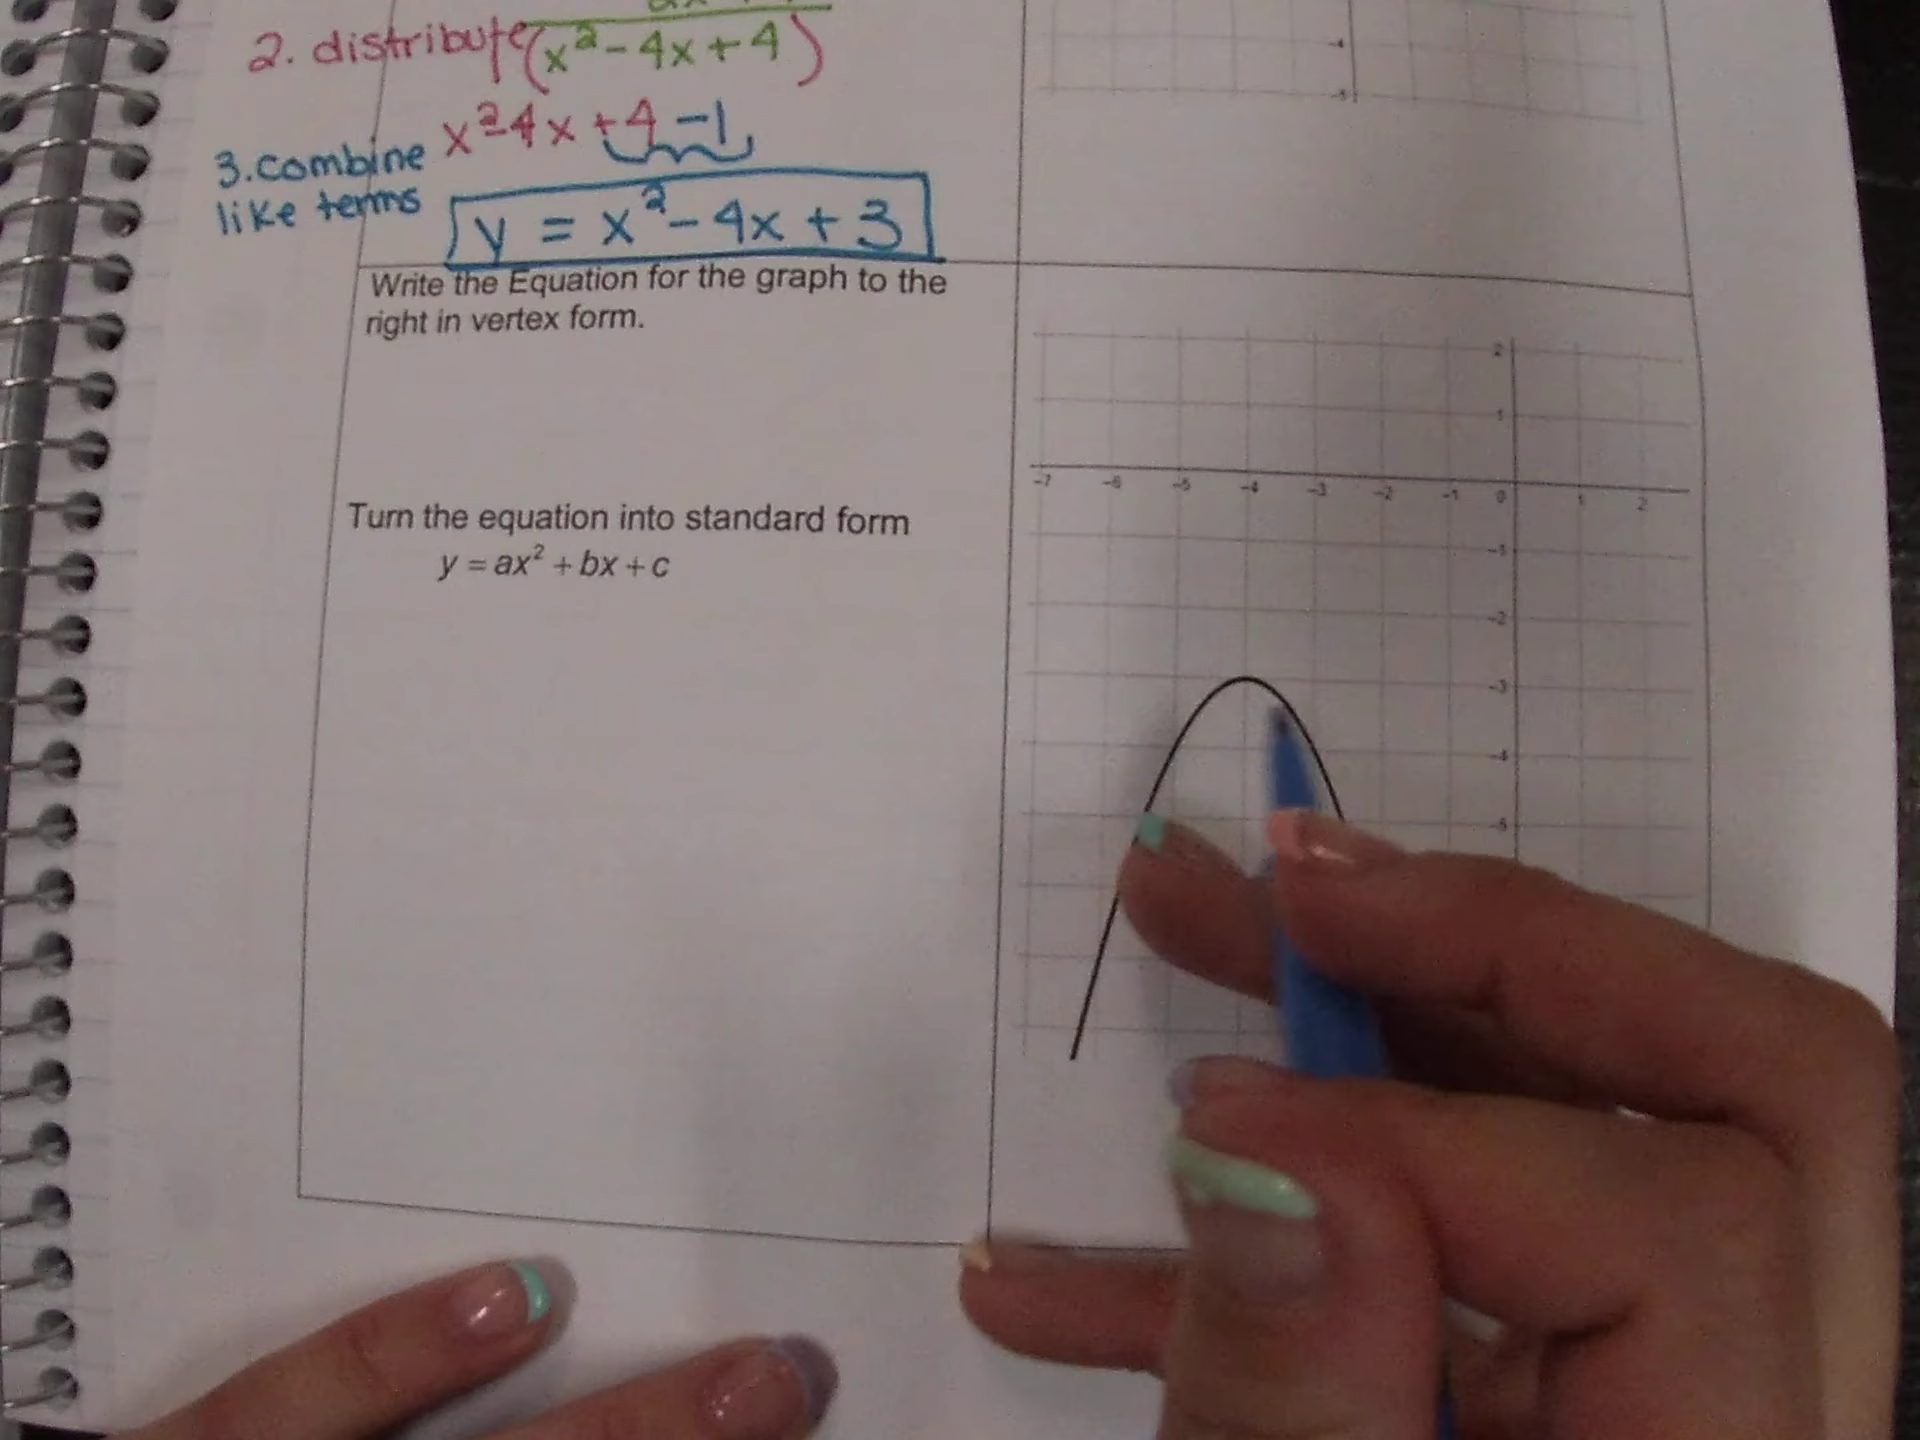 2. distribute (x² - 4x + 4)
x² - 4x + 4 - 1
3. combine
like terms
y = x² - 4x + 3
Write the Equation for the graph to the
right in vertex form.
Turn the equation into standard form
y = ax² + bx + c
-4
-5
2
1
-7 -6 -5 -4 -3 -2 -1 0 1 2
-1
-2
-3
-4
-5